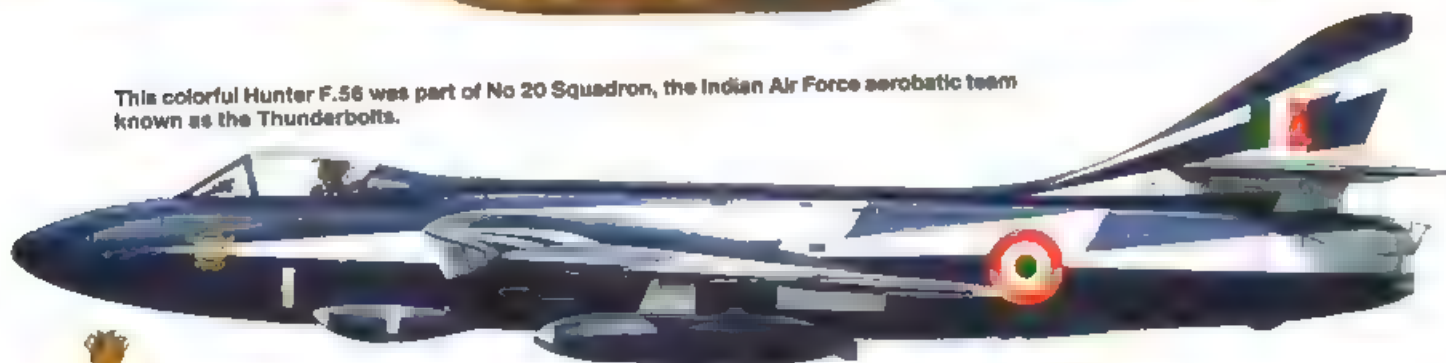 This colorful Hunter F.56 was part of No 20 Squadron, the Indian Air Force aerobatic team
known as the Thunderbolts.